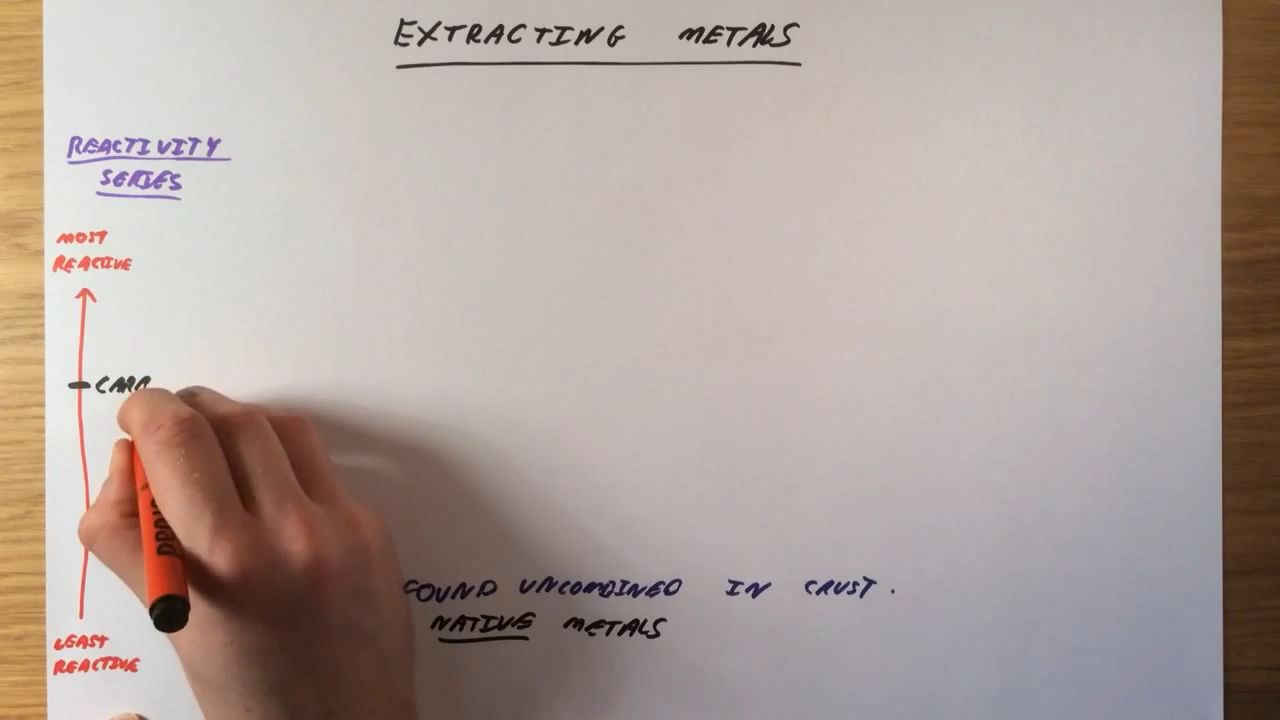 EXTRACTING METALS
REACTIVITY
SERIES
MOST
REACTIVE
FOUND UNCOMBINED IN CRUST.
NATIVE METALS
LEAST
REACTIVE